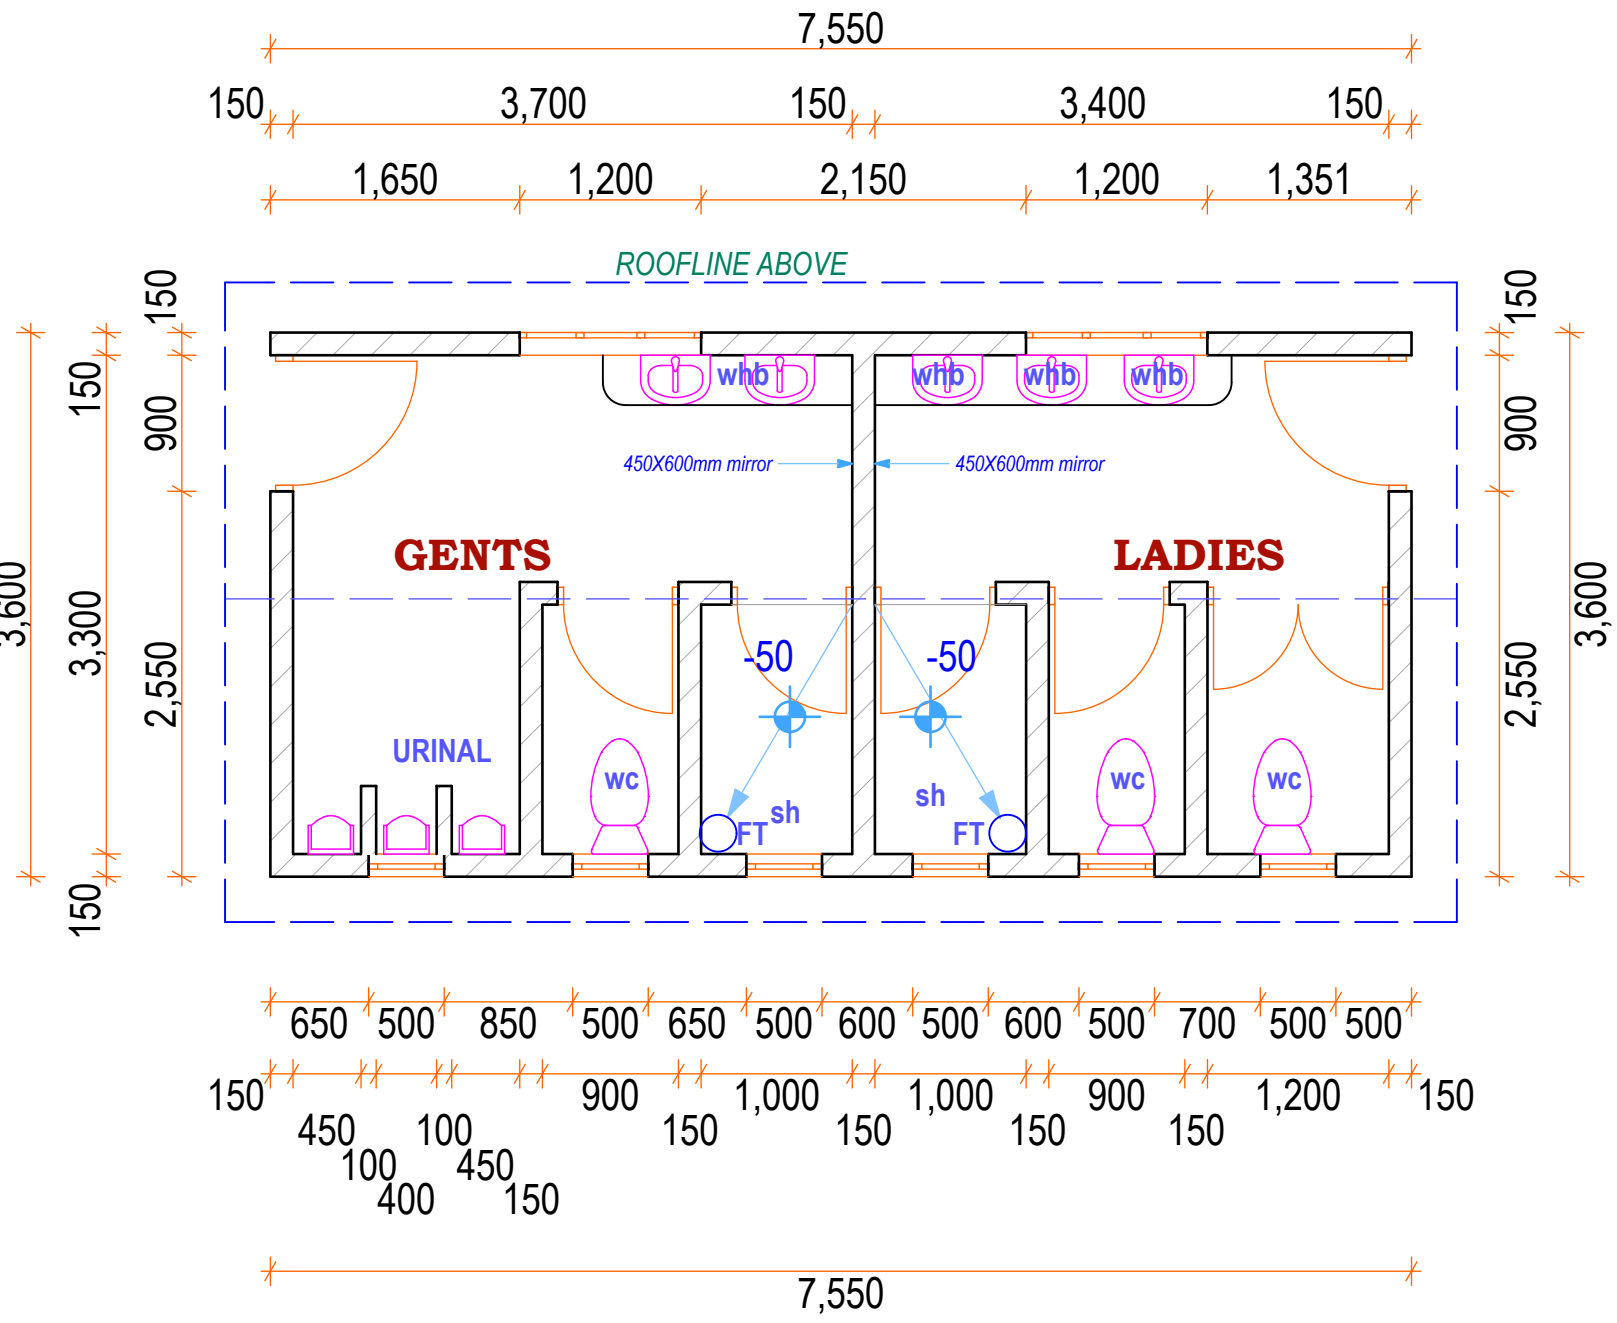 7,550
150 3,700 150 3,400 150
1,650 1,200 2,150 1,200 1,351
ROOFLINE ABOVE
150
150
150
900
900
whb whb whb whb
450X600mm mirror 450X600mm mirror
GENTS LADIES
3,600
3,300
2,550
2,550
3,600
-50 -50
URINAL
wc wc wc
sh sh
FT FT
150
650 500 850 500 650 500 600 500 600 500 700 500 500
150 900 1,000 1,000 900 1,200 150
450 100 150 150 150 150
100 450
400 150
7,550